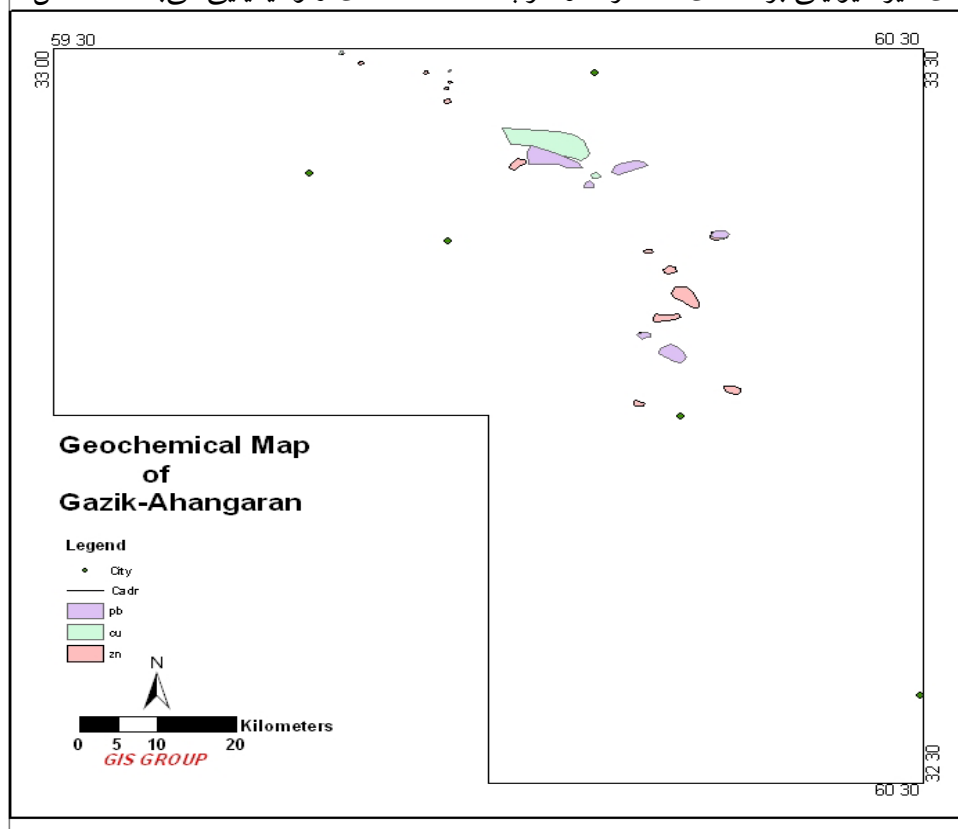 59 30
60 30
33 00
33 30
Geochemical Map
of
Gazik-Ahangaran
Legend
City
Cadr
pb
cu
zn
N
Kilometers
0 5 10 20
GIS GROUP
32 30
60 30